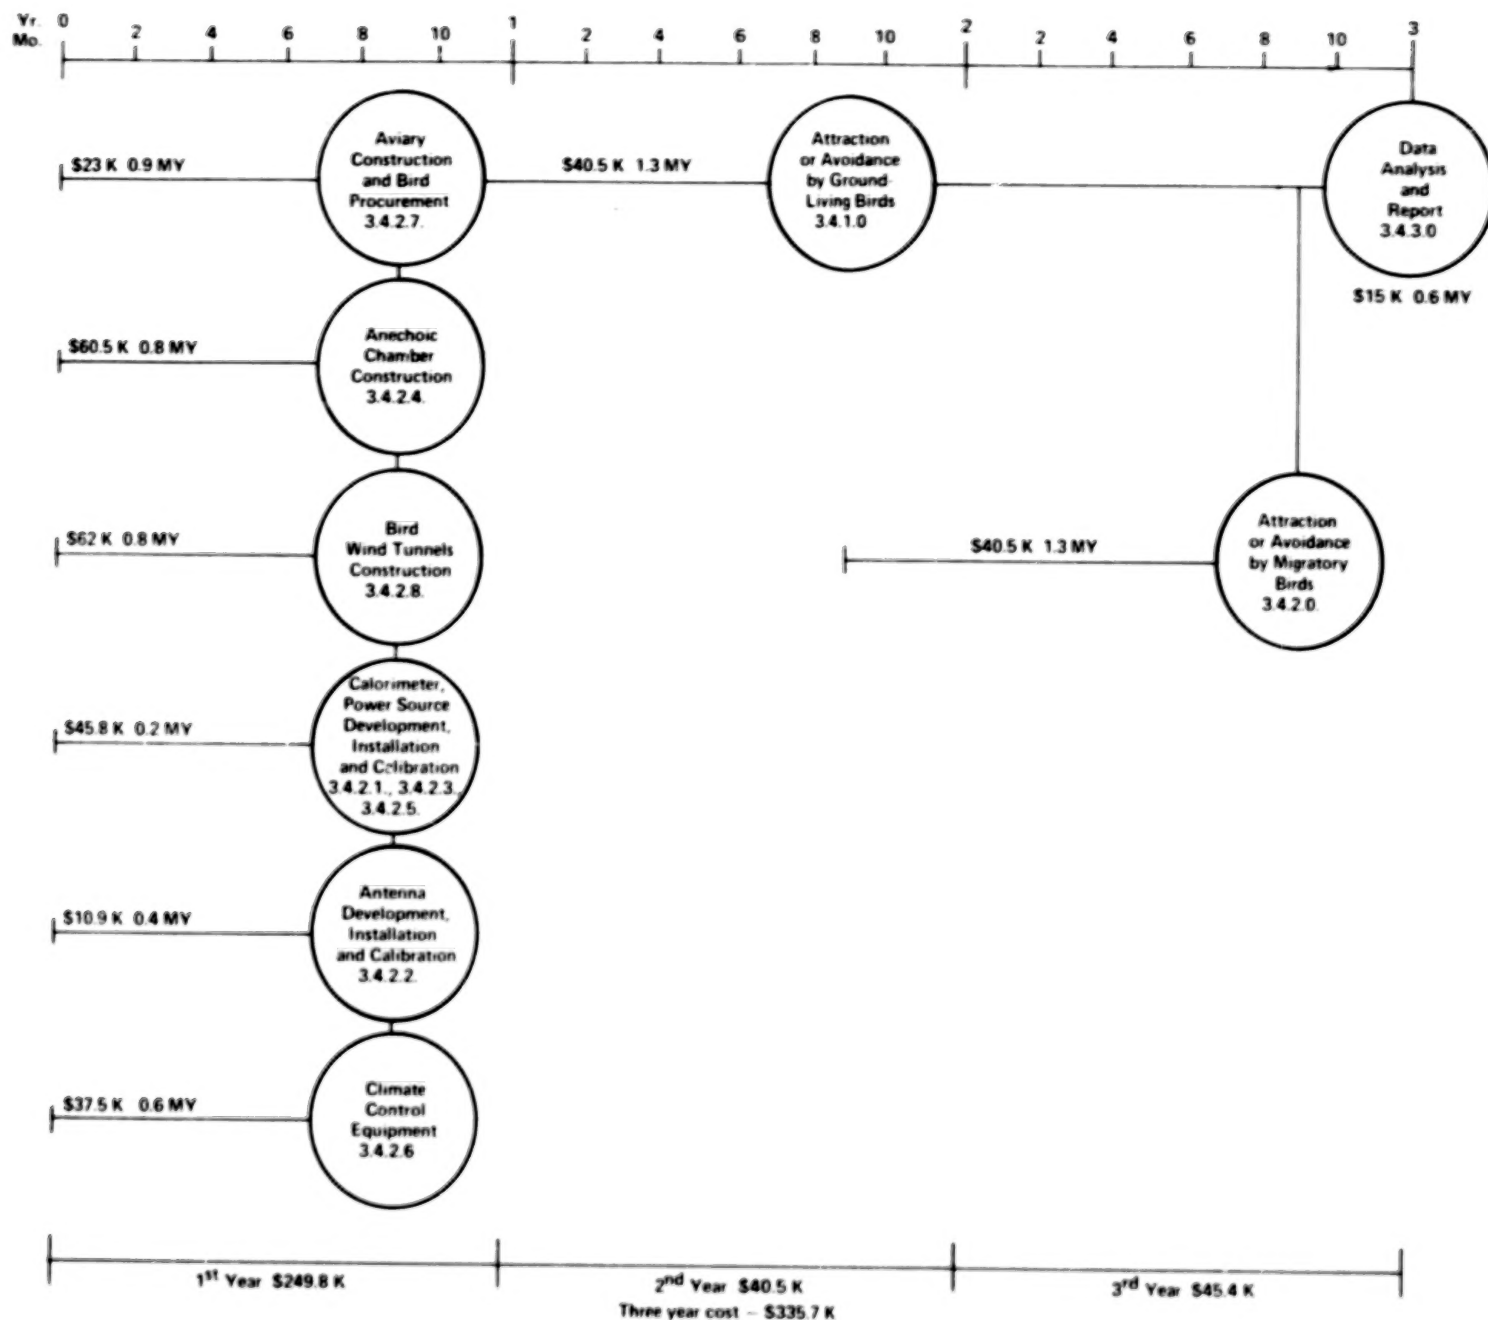 Yr. 0 1 2 3
Mo. 2 4 6 8 10 2 4 6 8 10 2 4 6 8 10
$23 K 0.9 MY
Aviary
Construction
and Bird
Procurement
3.4.2.7.
$40.5 K 1.3 MY
Attraction
or Avoidance
by Ground-
Living Birds
3.4.1.0
Data
Analysis
and
Report
3.4.3.0
$15 K 0.6 MY
$60.5 K 0.8 MY
Anechoic
Chamber
Construction
3.4.2.4.
$62 K 0.8 MY
Bird
Wind Tunnels
Construction
3.4.2.8.
$40.5 K 1.3 MY
Attraction
or Avoidance
by Migratory
Birds
3.4.2.0.
$45.8 K 0.2 MY
Calorimeter,
Power Source
Development,
Installation
and Calibration
3.4.2.1., 3.4.2.3.,
3.4.2.5.
$10.9 K 0.4 MY
Antenna
Development,
Installation
and Calibration
3.4.2.2.
$37.5 K 0.6 MY
Climate
Control
Equipment
3.4.2.6
1st Year $249.8 K
2nd Year $40.5 K
3rd Year $45.4 K
Three year cost – $335.7 K